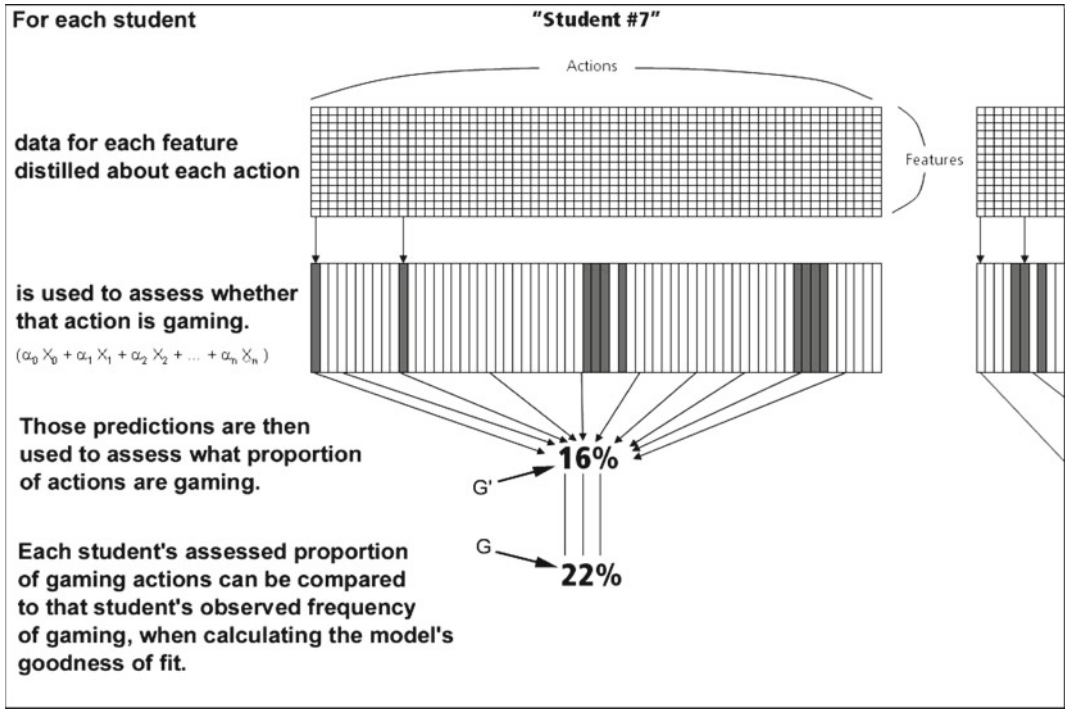 For each student
"Student #7"
Actions
data for each feature
distilled about each action
Features
is used to assess whether
that action is gaming.
(α₀ X₀ + α₁ X₁ + α₂ X₂ + ... + αₙ Xₙ )
Those predictions are then
used to assess what proportion
of actions are gaming.
16%
G'
G
22%
Each student's assessed proportion
of gaming actions can be compared
to that student's observed frequency
of gaming, when calculating the model's
goodness of fit.